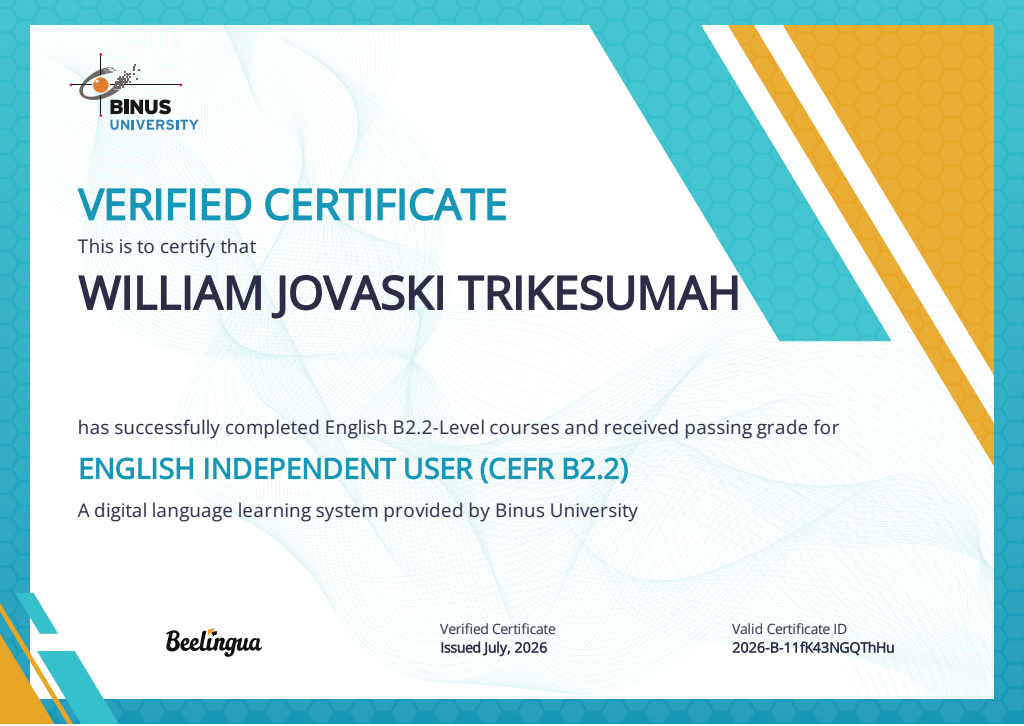 BINUS
UNIVERSITY
VERIFIED CERTIFICATE
This is to certify that
WILLIAM JOVASKI TRIKESUMAH
has successfully completed English B2.2-Level courses and received passing grade for
ENGLISH INDEPENDENT USER (CEFR B2.2)
A digital language learning system provided by Binus University
Beelingua
Verified Certificate
Issued July, 2026
Valid Certificate ID
2026-B-11fK43NGQThHu